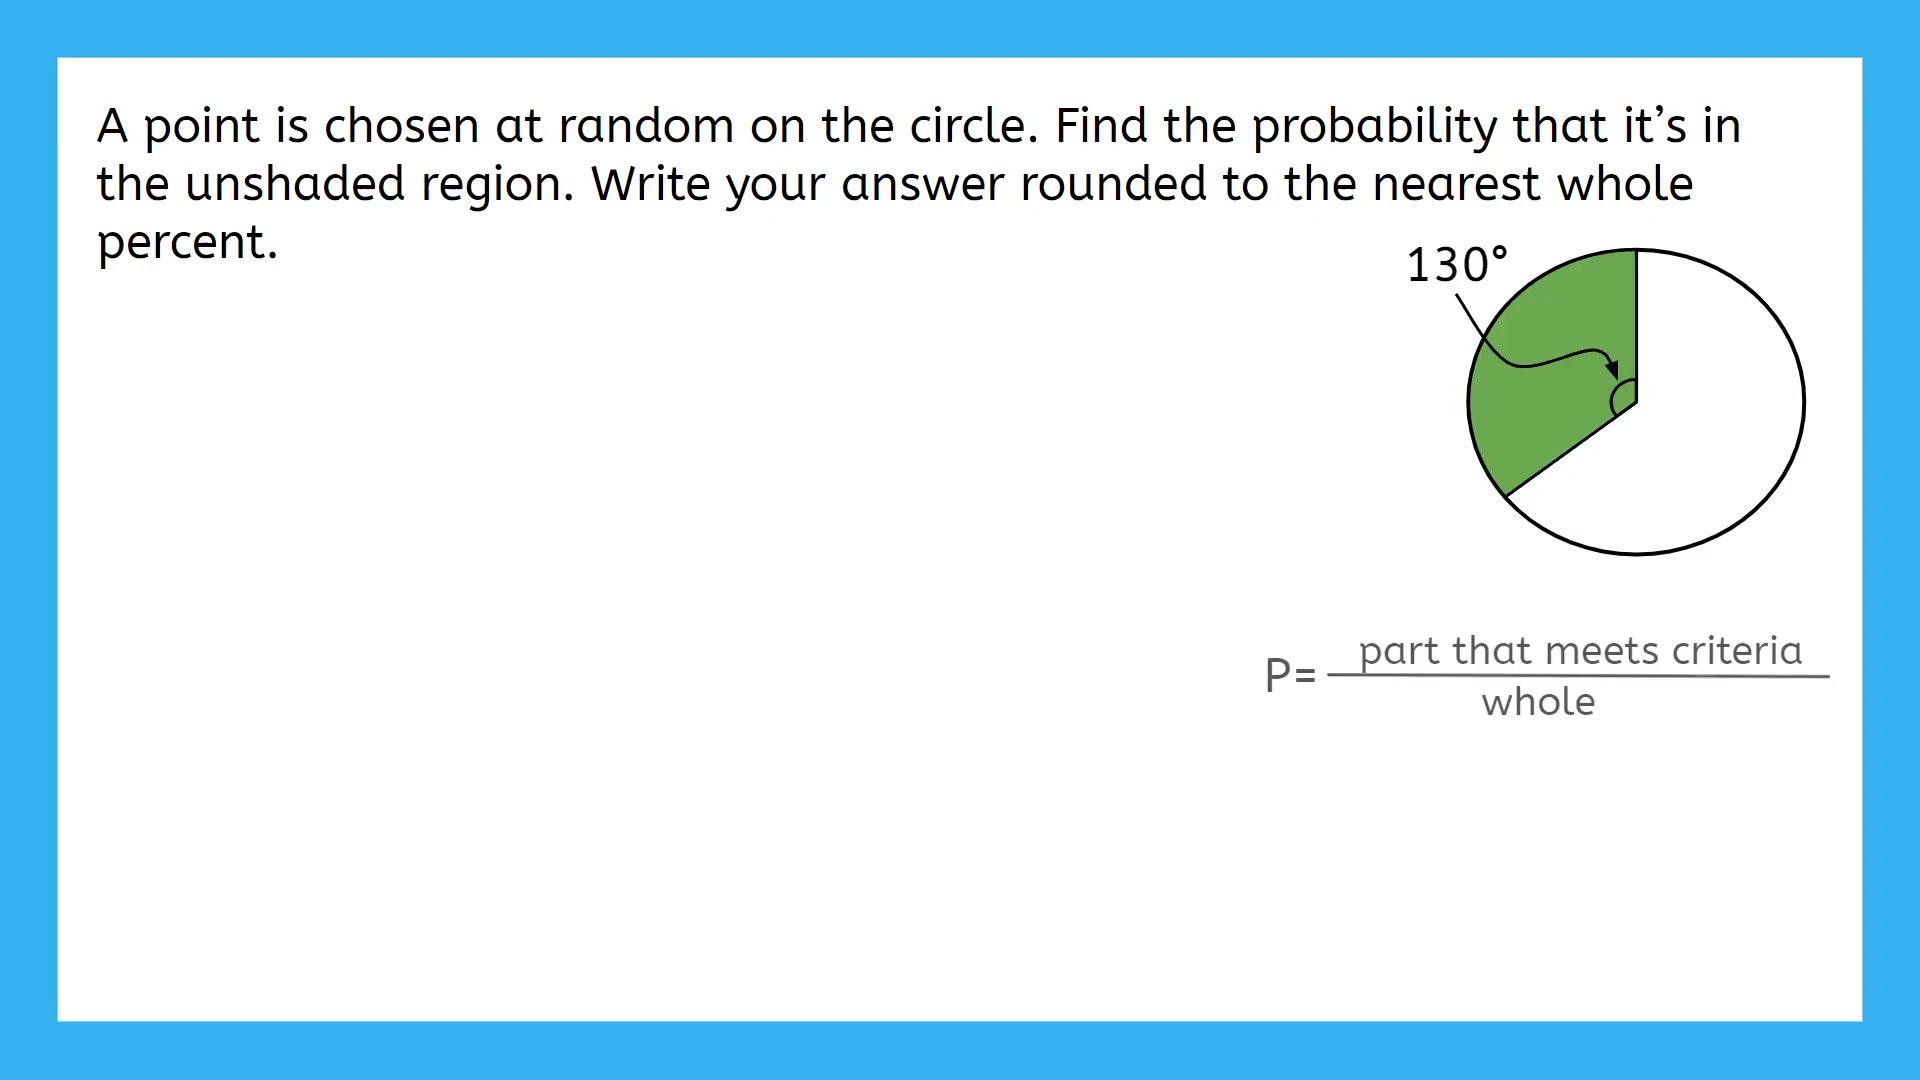 A point is chosen at random on the circle. Find the probability that it’s in
the unshaded region. Write your answer rounded to the nearest whole
percent.
130°
part that meets criteria
P=
whole